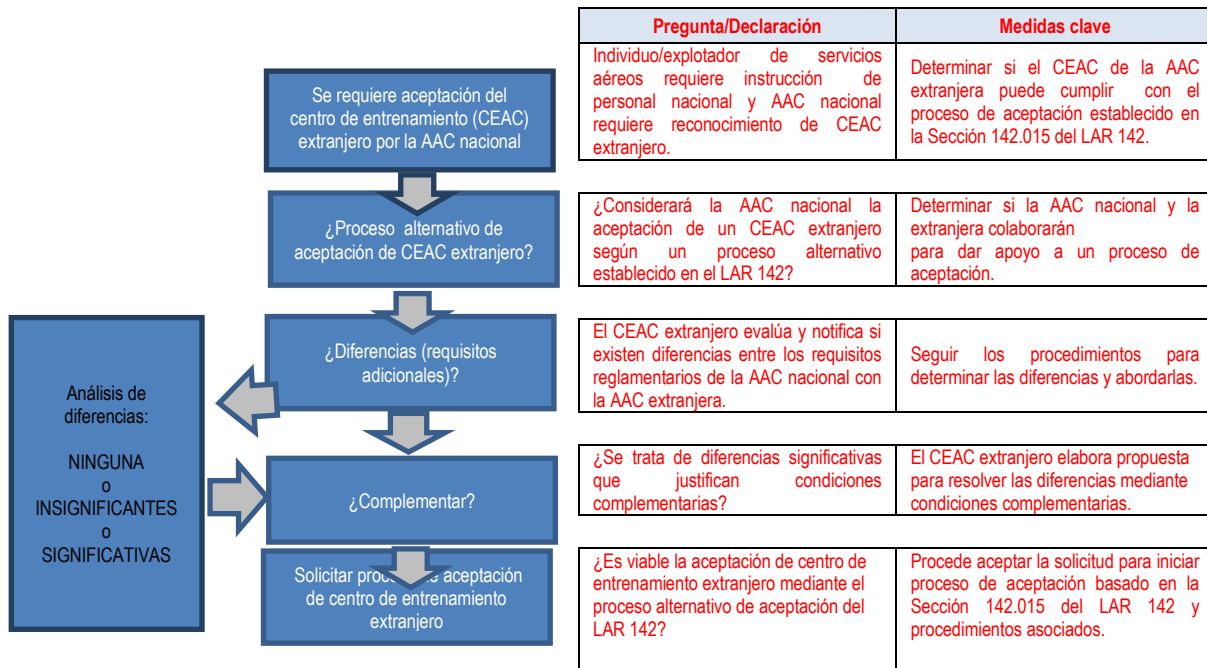 Pregunta/Declaración
Medidas clave
Se requiere aceptación del
centro de entrenamiento (CEAC)
extranjero por la AAC nacional
Individuo/explotador de servicios
aéreos requiere instrucción de
personal nacional y AAC nacional
requiere reconocimiento de CEAC
extranjero.
Determinar si el CEAC de la AAC
extranjera puede cumplir con el
proceso de aceptación establecido en
la Sección 142.015 del LAR 142.
¿Proceso alternativo de
aceptación de CEAC extranjero?
¿Considerará la AAC nacional la
aceptación de un CEAC extranjero
según un proceso alternativo
establecido en el LAR 142?
Determinar si la AAC nacional y la
extranjera colaborarán
para dar apoyo a un proceso de
aceptación.
¿Diferencias (requisitos
adicionales)?
El CEAC extranjero evalúa y notifica si
existen diferencias entre los requisitos
reglamentarios de la AAC nacional con
la AAC extranjera.
Seguir los procedimientos para
determinar las diferencias y abordarlas.
Análisis de
diferencias:
NINGUNA
o
INSIGNIFICANTES
o
SIGNIFICATIVAS
¿Complementar?
¿Se trata de diferencias significativas
que justifican condiciones
complementarias?
El CEAC extranjero elabora propuesta
para resolver las diferencias mediante
condiciones complementarias.
Solicitar aceptación
de centro de entrenamiento
extranjero
¿Es viable la aceptación de centro de
entrenamiento extranjero mediante el
proceso alternativo de aceptación del
LAR 142?
Procede aceptar la solicitud para iniciar
proceso de aceptación basado en la
Sección 142.015 del LAR 142 y
procedimientos asociados.